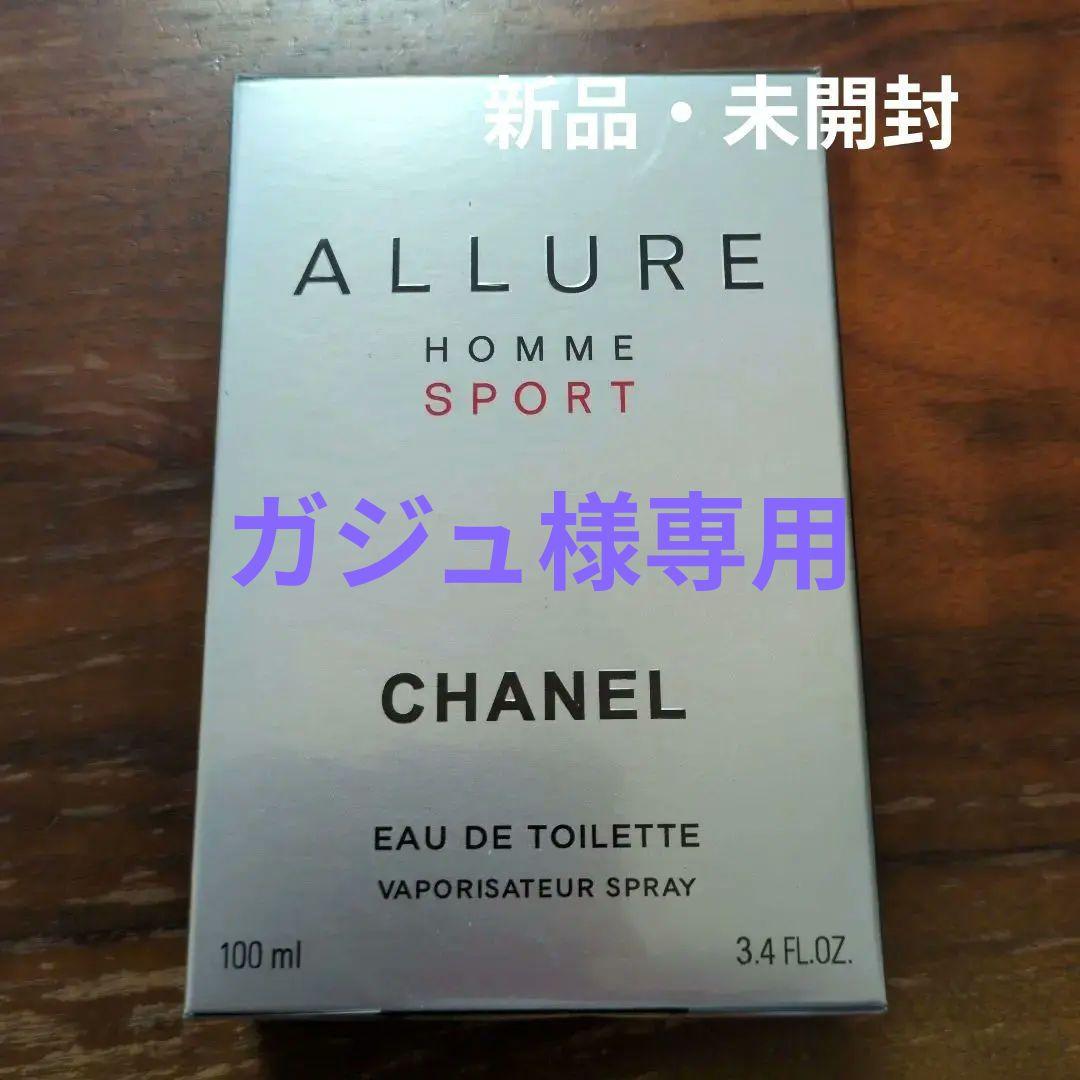 新品・未開封
ALLURE
HOMME
SPORT
ガジュ様専用
CHANEL
EAU DE TOILETTE
VAPORISATEUR SPRAY
100 ml
3.4 FL.OZ.